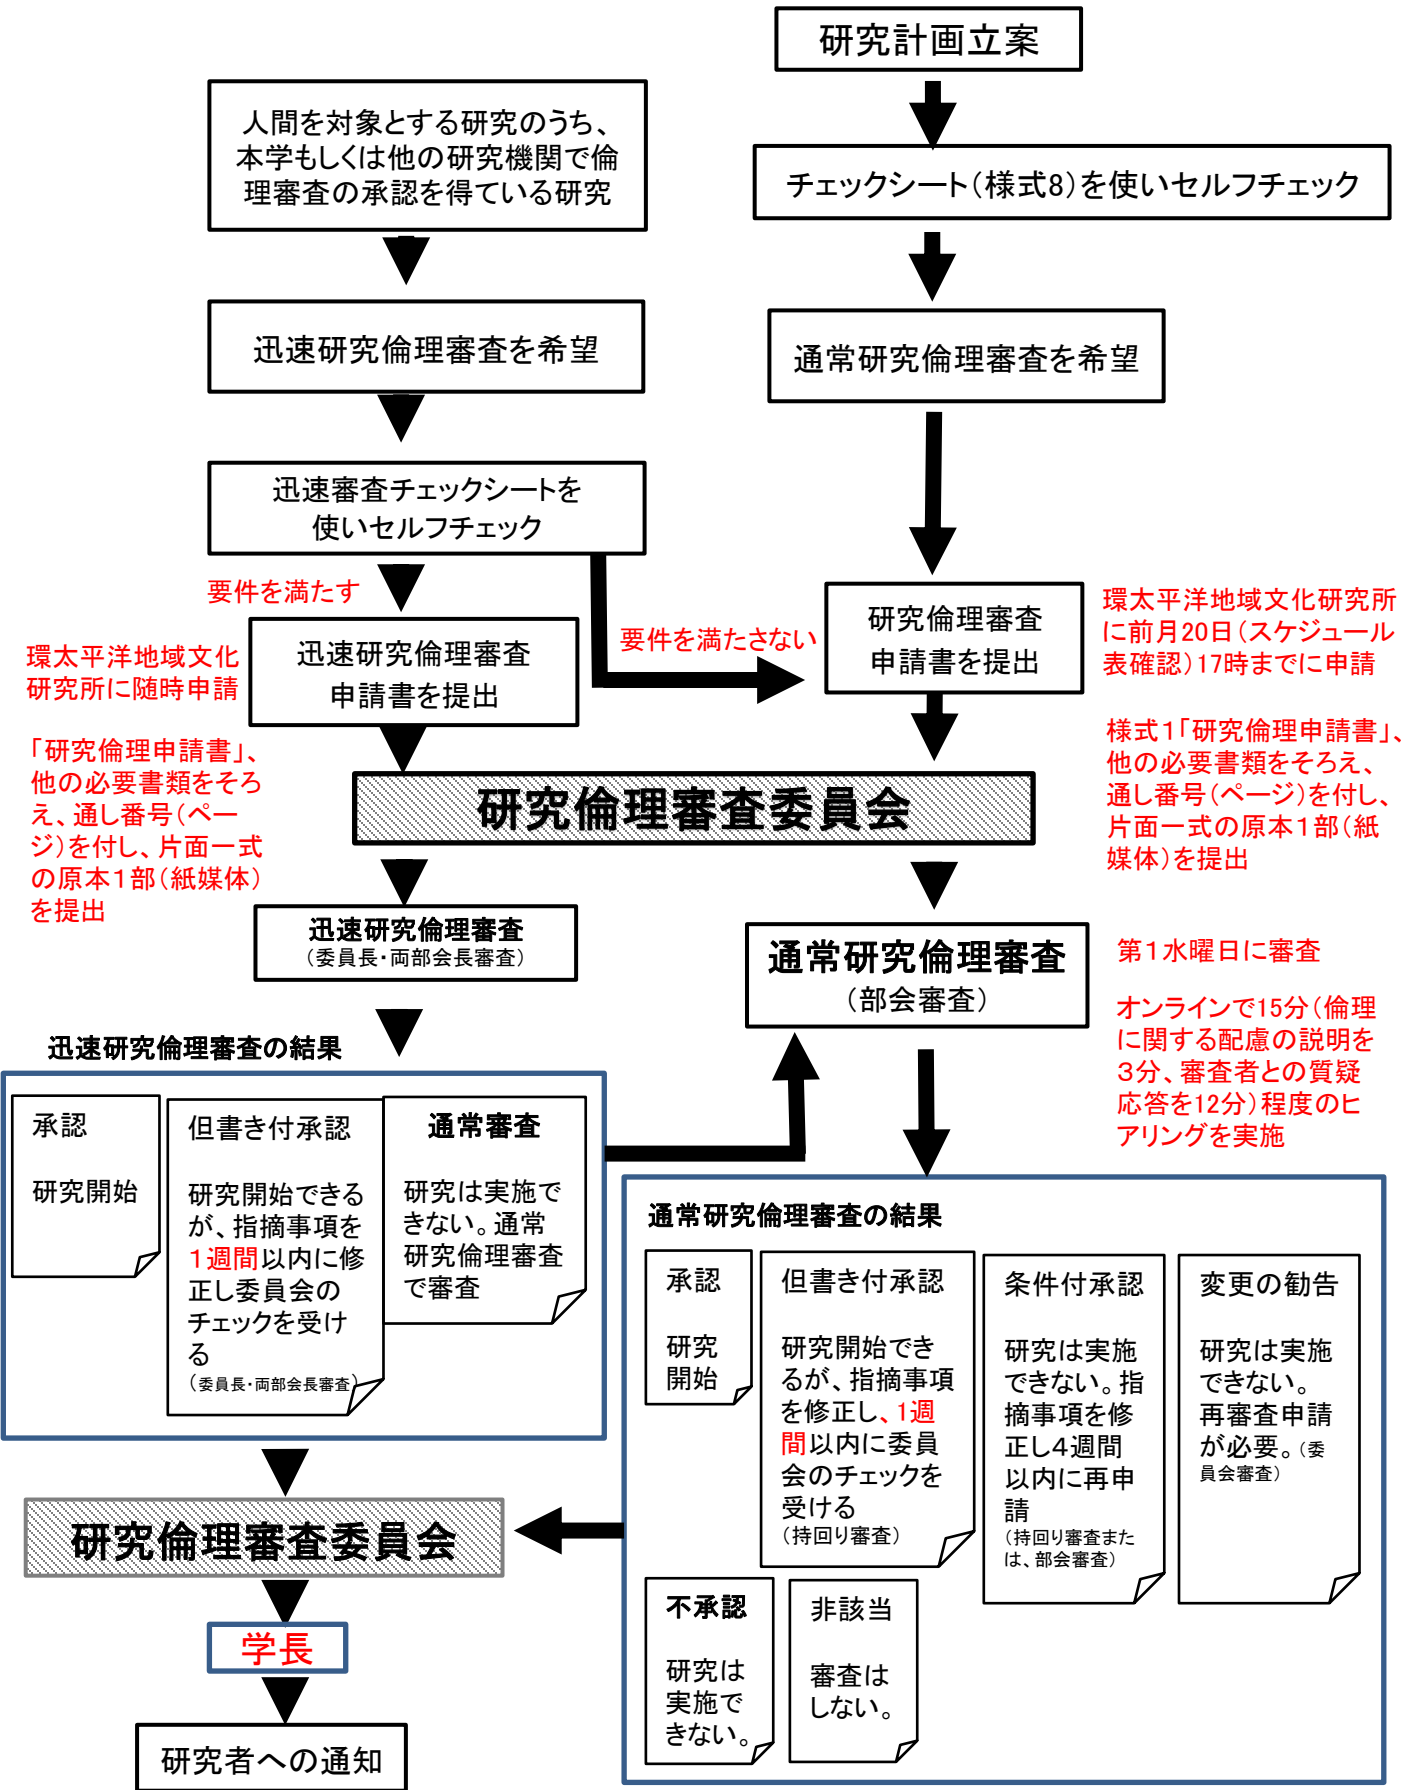 研究計画立案
人間を対象とする研究のうち、
本学もしくは他の研究機関で倫
理審査の承認を得ている研究
チェックシート（様式8）を使いセルフチェック
迅速研究倫理審査を希望
通常研究倫理審査を希望
迅速審査チェックシートを
使いセルフチェック
要件を満たす
要件を満たさない
環太平洋地域文化
研究所に随時申請
迅速研究倫理審査
申請書を提出
研究倫理審査
申請書を提出
環太平洋地域文化研究所
に前月20日（スケジュール
表確認）17時までに申請
「研究倫理申請書」、
他の必要書類をそろ
え、通し番号（ペー
ジ）を付し、片面一式
の原本１部（紙媒体）
を提出
様式１「研究倫理申請書」、
他の必要書類をそろえ、
通し番号（ページ）を付し、
片面一式の原本１部（紙
媒体）を提出
研究倫理審査委員会
迅速研究倫理審査
（委員長・両部会長審査）
通常研究倫理審査
（部会審査）
第１水曜日に審査
オンラインで15分（倫理
に関する配慮の説明を
３分、審査者との質疑
応答を12分）程度のヒ
アリングを実施
迅速研究倫理審査の結果
承認
研究開始
但書き付承認
研究開始できる
が、指摘事項を
１週間以内に修
正し委員会の
チェックを受け
る
（委員長・両部会長審査）
通常審査
研究は実施で
きない。通常
研究倫理審査
で審査
通常研究倫理審査の結果
承認
研究
開始
但書き付承認
研究開始でき
るが、指摘事項
を修正し、1週
間以内に委員
会のチェックを
受ける
（持回り審査）
条件付承認
研究は実施
できない。指
摘事項を修
正し４週間
以内に再申
請
（持回り審査また
は、部会審査）
変更の勧告
研究は実施
できない。
再審査申請
が必要。（委
員会審査）
不承認
研究は
実施で
きない。
非該当
審査は
しない。
研究倫理審査委員会
学長
研究者への通知